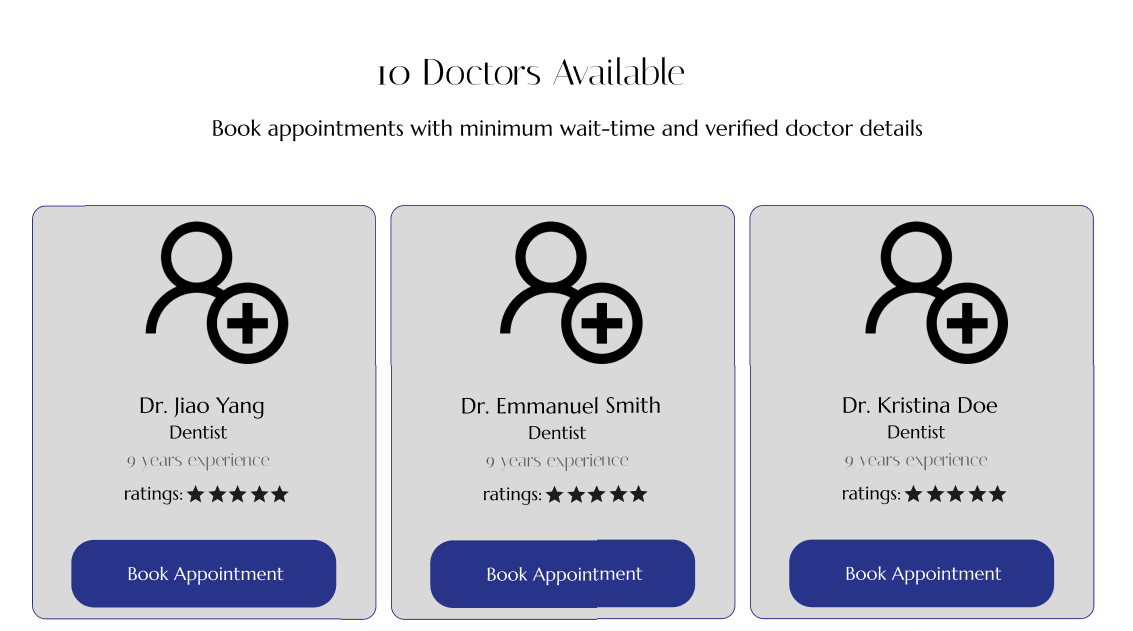 10 Doctors Available
Book appointments with minimum wait-time and verified doctor details
Dr. Jiao Yang
Dentist
9 years experience
ratings:
Book Appointment
Dr. Emmanuel Smith
Dentist
9 years experience
ratings:
Book Appointment
Dr. Kristina Doe
Dentist
9 years experience
ratings:
Book Appointment